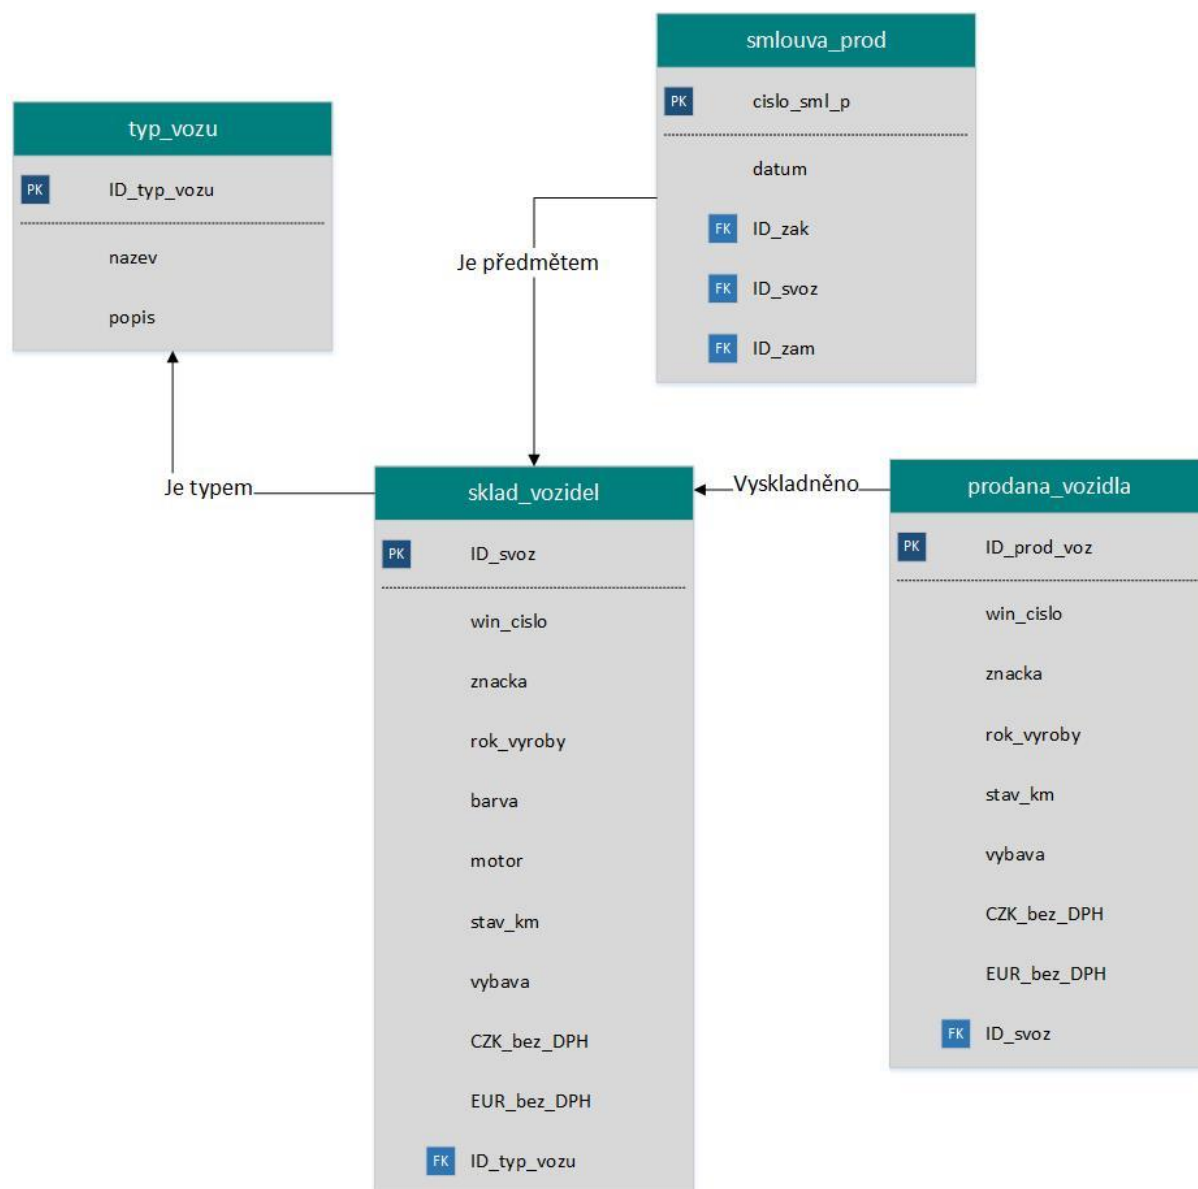 smlouva_prod
PK cislo_sml_p
datum
FK ID_zak
FK ID_svoz
FK ID_zam
typ_vozu
PK ID_typ_vozu
nazev
popis
Je předmětem
Je typem
Vyskladněno
sklad_vozidel
PK ID_svoz
win_cislo
znacka
rok_vyroby
barva
motor
stav_km
vybava
CZK_bez_DPH
EUR_bez_DPH
FK ID_typ_vozu
prodana_vozidla
PK ID_prod_voz
win_cislo
znacka
rok_vyroby
stav_km
vybava
CZK_bez_DPH
EUR_bez_DPH
FK ID_svoz